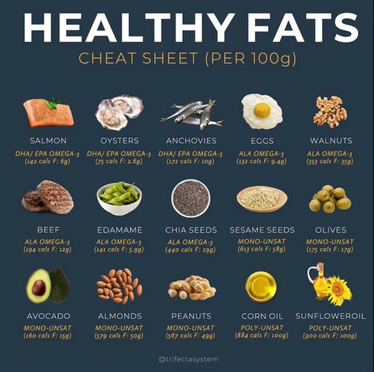 HEALTHY FATS
CHEAT SHEET (PER 100g)
SALMON
DHA/ EPA OMEGA-3
(142 cals F: 6g)
OYSTERS
DHA/ EPA OMEGA-3
(75 cals F: 2.6g)
ANCHOVIES
DHA/ EPA OMEGA-3
(172 cals F: 10g)
EGGS
ALA OMEGA-3
(132 cals F: 9.4g)
WALNUTS
ALA OMEGA-3
(353 cals F: 35g)
BEEF
ALA OMEGA-3
(194 cals F: 12g)
EDAMAME
ALA OMEGA-3
(141 cals F: 5.9g)
CHIA SEEDS
ALA OMEGA-3
(440 cals F: 29g)
SESAME SEEDS
MONO-UNSAT
(613 cals F: 58g)
OLIVES
MONO-UNSAT
(175 cals F: 17g)
AVOCADO
MONO-UNSAT
(160 cals F: 15g)
ALMONDS
MONO-UNSAT
(579 cals F: 50g)
PEANUTS
MONO-UNSAT
(567 cals F: 49g)
CORN OIL
POLY-UNSAT
(884 cals F: 100g)
SUNFLOWEROIL
POLY-UNSAT
(900 cals F: 100g)
@trifectasystem